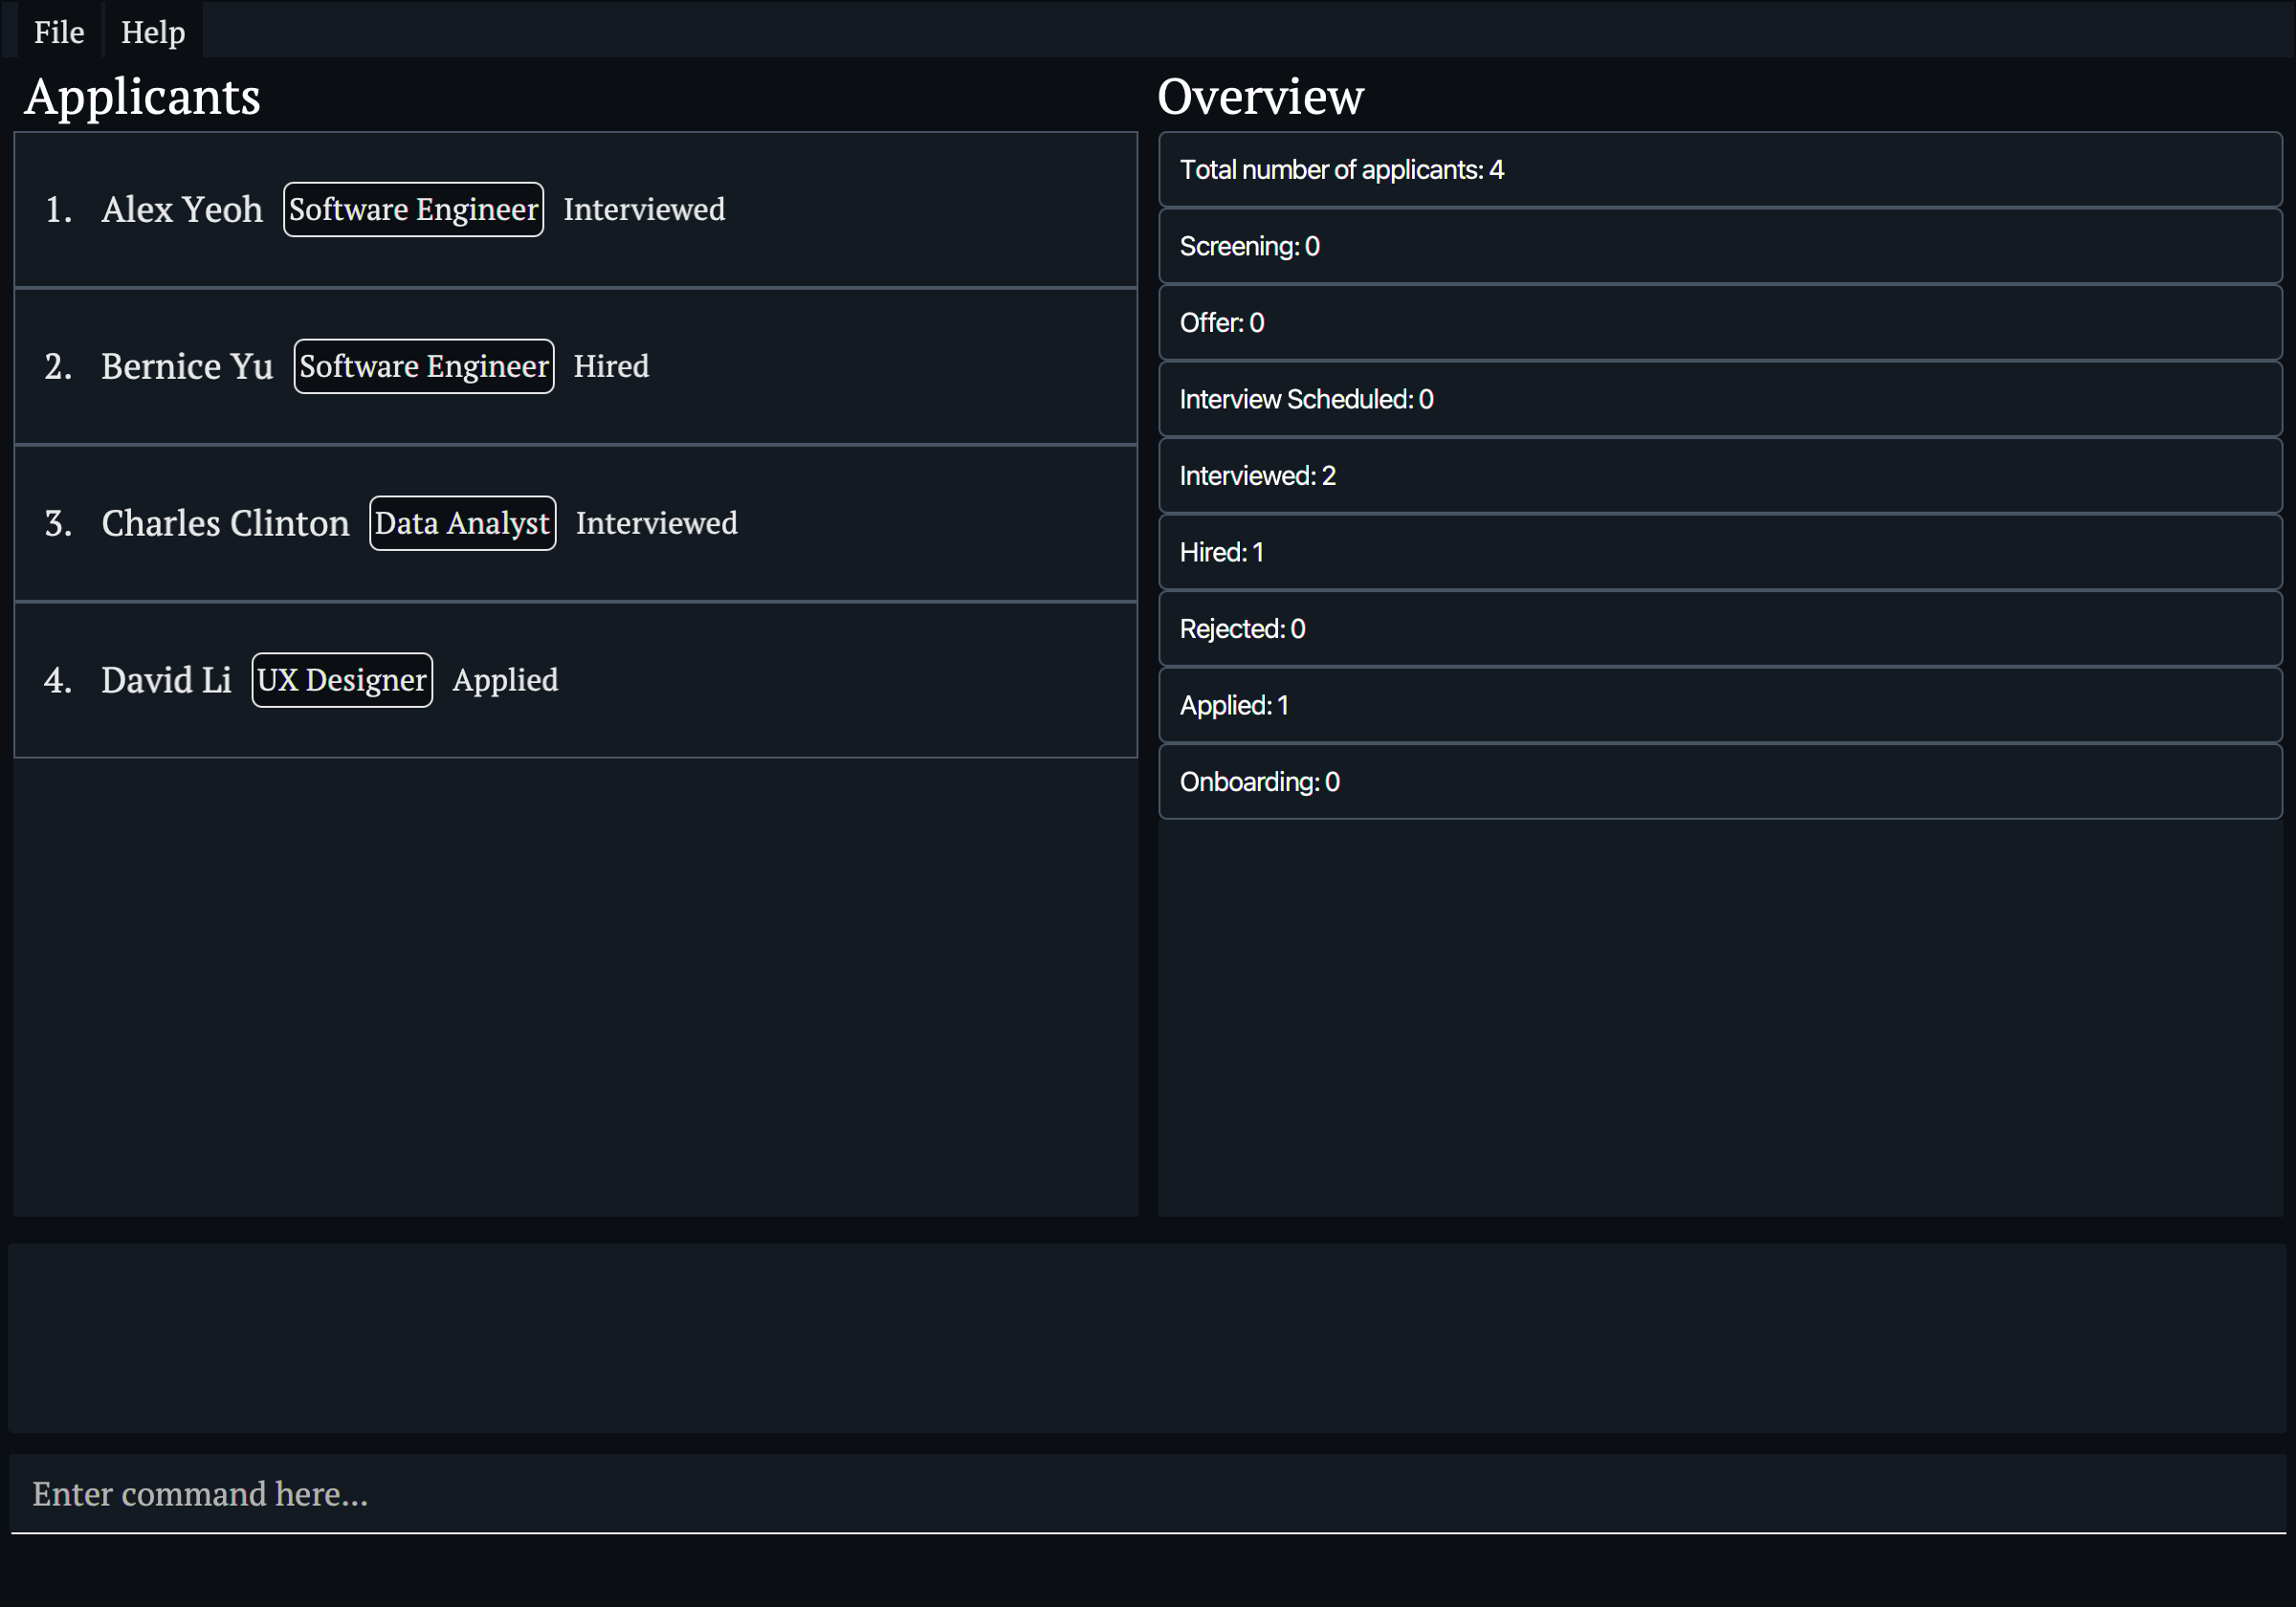 File Help
Applicants
1. Alex Yeoh Software Engineer Interviewed
2. Bernice Yu Software Engineer Hired
3. Charles Clinton Data Analyst Interviewed
4. David Li UX Designer Applied
Overview
Total number of applicants: 4
Screening: 0
Offer: 0
Interview Scheduled: 0
Interviewed: 2
Hired: 1
Rejected: 0
Applied: 1
Onboarding: 0
Enter command here...